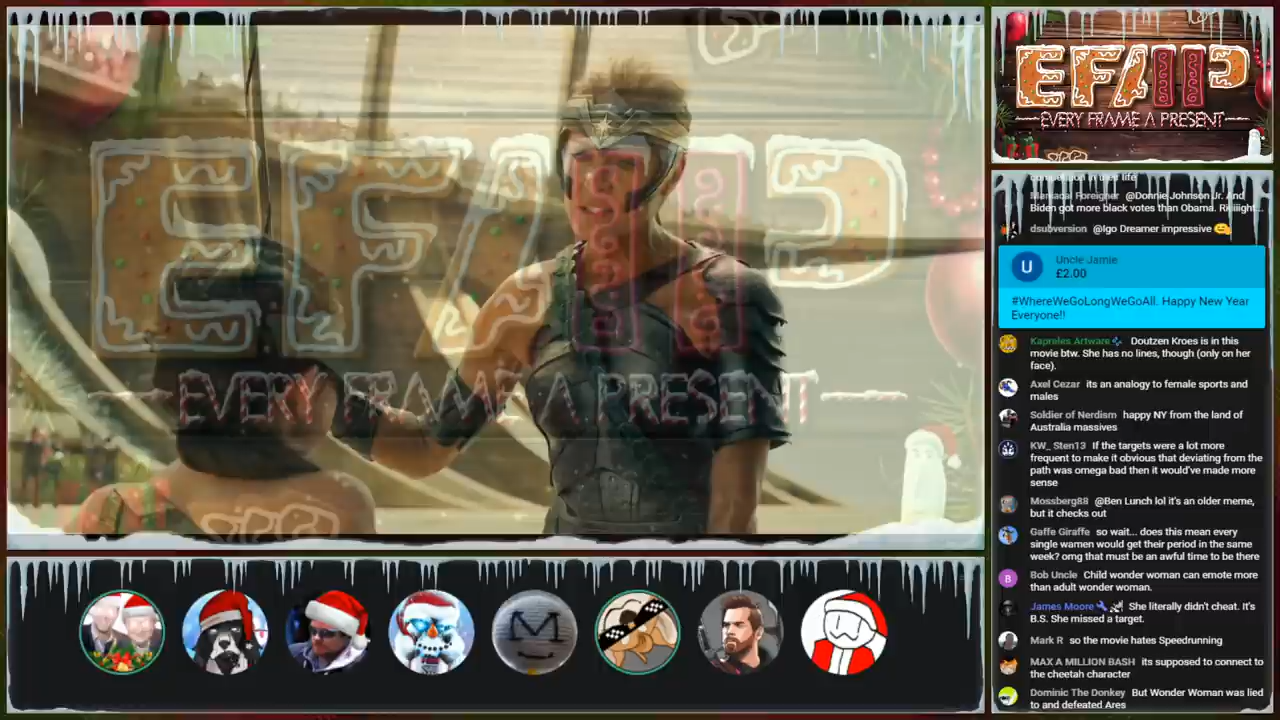 EFAP
EVERY FRAME A PRESENT
EFAP
EVERY FRAME A PRESENT
@Donnie Johnson Jr. And
Biden got more black votes than Obama. Riiiight...
dsubversion @Igo Dreamer impressive
U
Uncle Jamie
£2.00
#WhereWeGoLongWeGoAll. Happy New Year
Everyone!!
Kaproles Artware Doutzen Kroes is in this
movie btw. She has no lines, though (only on her
face).
Axel Cezar its an analogy to female sports and
males
Soldier of Nerdism happy NY from the land of
Australia massives
KW_ Sten13 If the targets were a lot more
frequent to make it obvious that deviating from the
path was omega bad then it would've made more
sense
Mossberg88 @Ben Lunch lol it's an older meme,
but it checks out
Gaffe Giraffe so wait... does this mean every
single wamen would get their period in the same
week? omg that must be an awful time to be there
B
Bob Uncle Child wonder woman can emote more
than adult wonder woman.
James Moore She literally didn't cheat. It's
B.S. She missed a target.
Mark R so the movie hates Speedrunning
MAX A MILLION BASH its supposed to connect to
the cheetah character
Dominic The Donkey But Wonder Woman was lied
to and defeated Ares
M